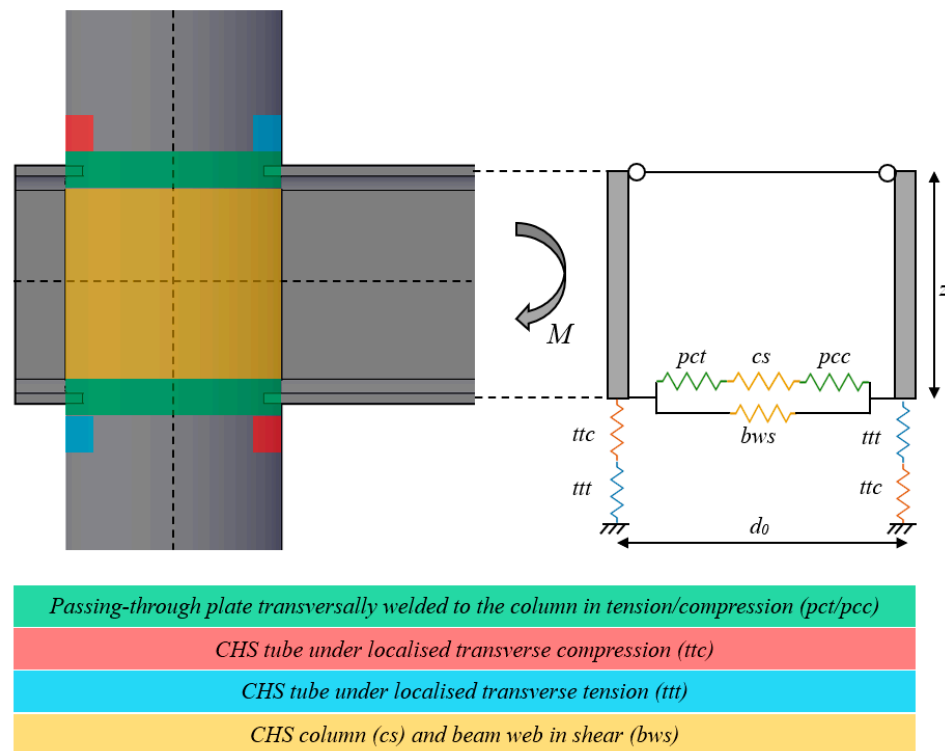 M
pct cs pcc
bws
z
ttc ttt
ttt ttc
d0
Passing-through plate transversally welded to the column in tension/compression (pct/pcc)
CHS tube under localised transverse compression (ttc)
CHS tube under localised transverse tension (ttt)
CHS column (cs) and beam web in shear (bws)